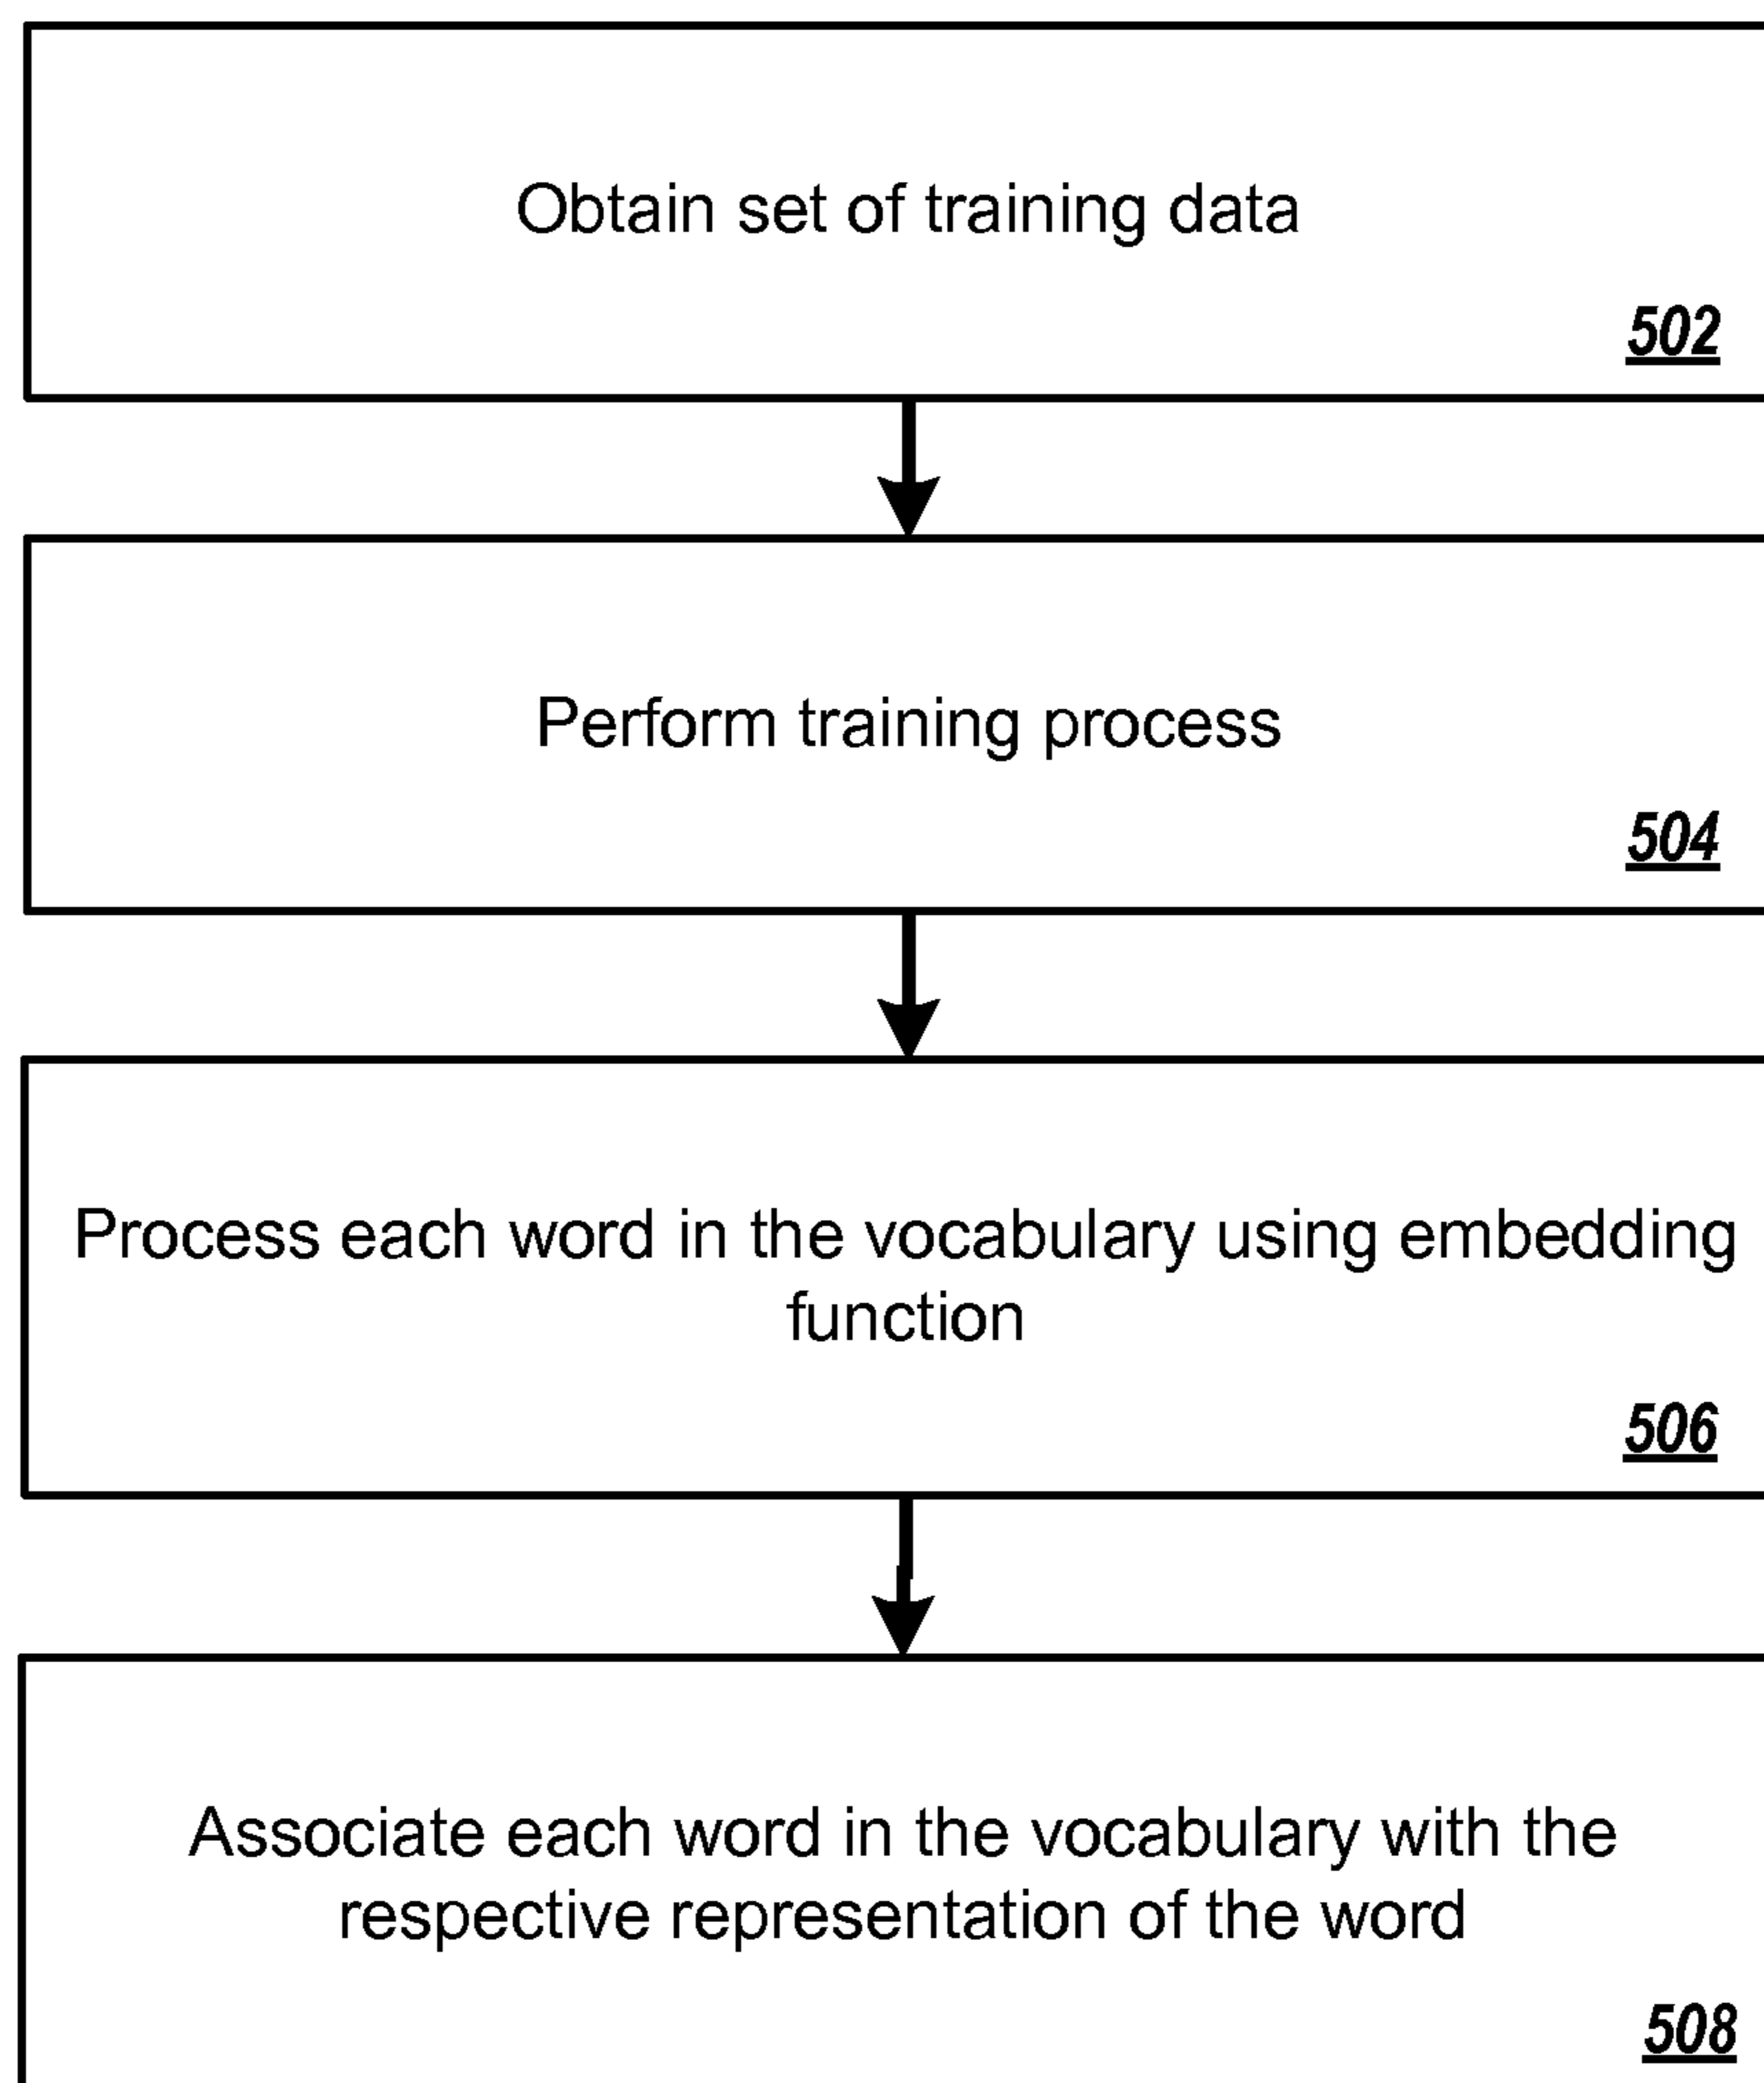 Obtain set of training data
502
Perform training process
504
Process each word in the vocabulary using embedding
function
506
Associate each word in the vocabulary with the
respective representation of the word
508